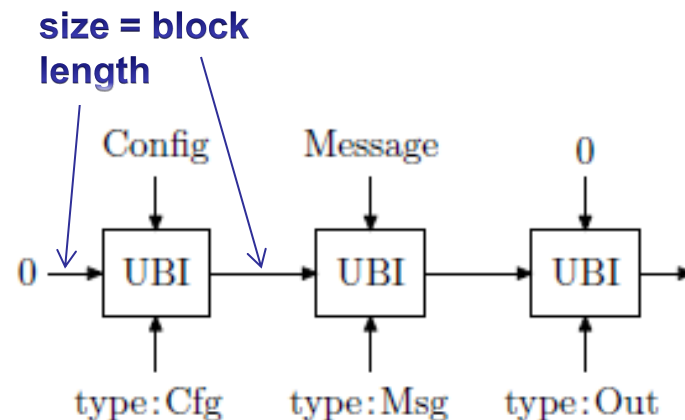 size = block
length
Config Message 0
0 UBI UBI UBI
type:Cfg type:Msg type:Out